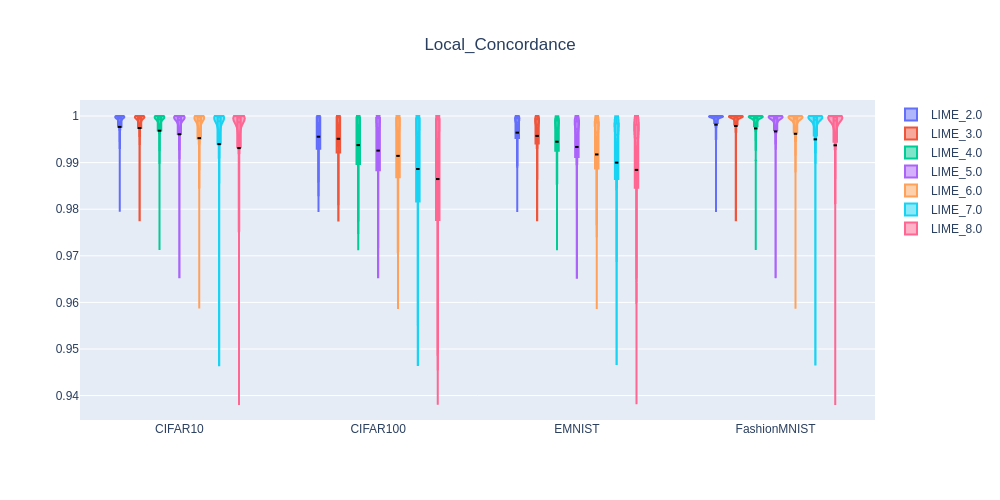 Local_Concordance
1
0.99
0.98
0.97
0.96
0.95
0.94
CIFAR10
CIFAR100
EMNIST
FashionMNIST
LIME_2.0
LIME_3.0
LIME_4.0
LIME_5.0
LIME_6.0
LIME_7.0
LIME_8.0